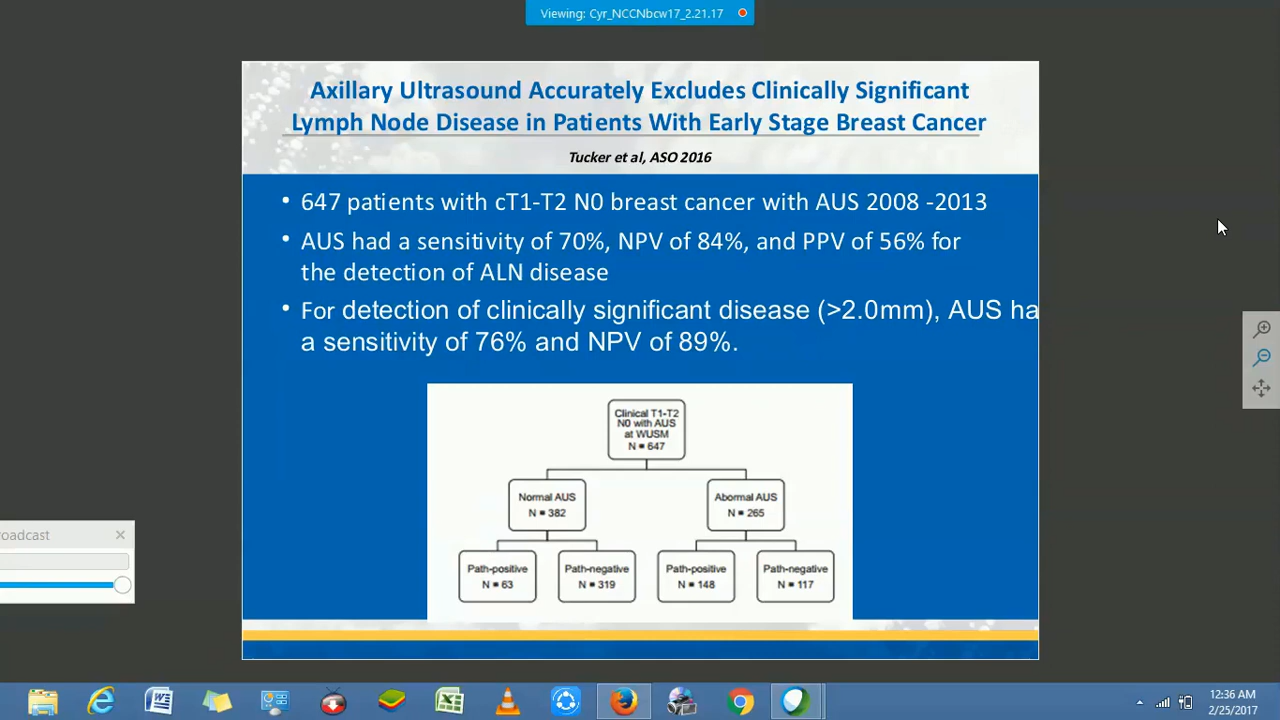 Viewing: Cyr_NCCNbcw17_2.21.17
Axillary Ultrasound Accurately Excludes Clinically Significant
Lymph Node Disease in Patients With Early Stage Breast Cancer
Tucker et al, ASO 2016
• 647 patients with cT1-T2 N0 breast cancer with AUS 2008 -2013
• AUS had a sensitivity of 70%, NPV of 84%, and PPV of 56% for
the detection of ALN disease
• For detection of clinically significant disease (>2.0mm), AUS ha
a sensitivity of 76% and NPV of 89%.
Clinical T1-T2
N0 with AUS
at WUSM
N = 647
Normal AUS
N = 382
Abormal AUS
N = 265
Path-positive
N = 63
Path-negative
N = 319
Path-positive
N = 148
Path-negative
N = 117
roadcast
12:36 AM
2/25/2017